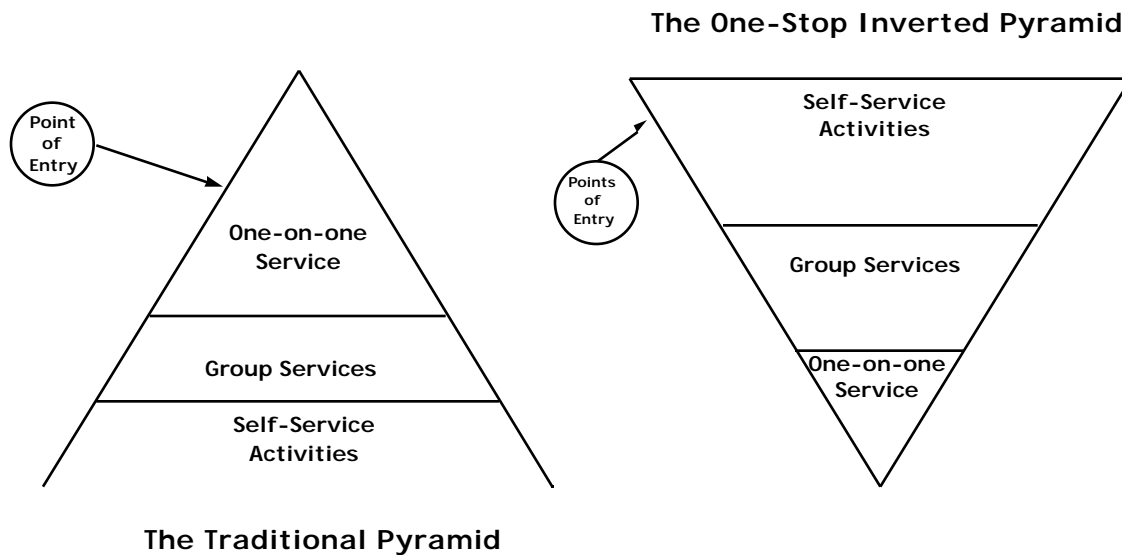 The One-Stop Inverted Pyramid
Point
of
Entry
One-on-one
Service
Group Services
Self-Service
Activities
The Traditional Pyramid
Self-Service
Activities
Points
of
Entry
Group Services
One-on-one
Service